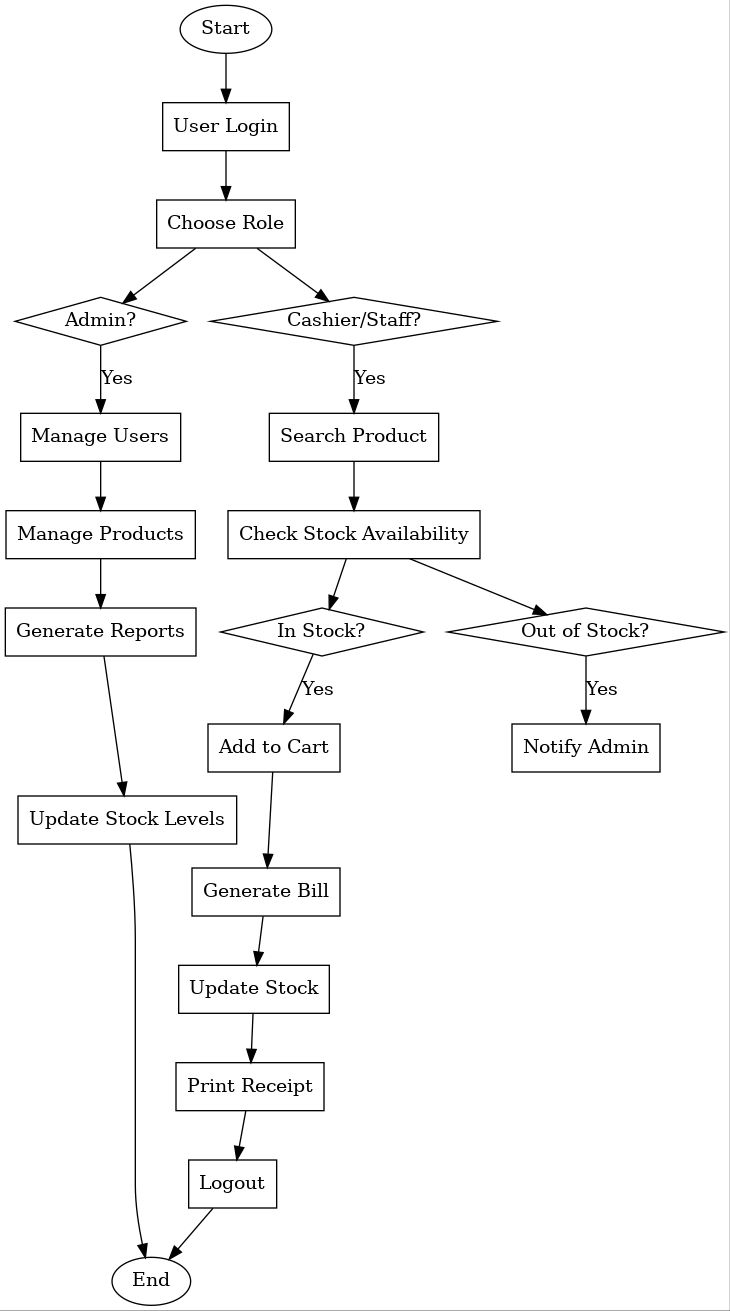 Start
User Login
Choose Role
Admin?
Cashier/Staff?
Yes
Yes
Manage Users
Search Product
Manage Products
Check Stock Availability
Generate Reports
In Stock?
Out of Stock?
Yes
Yes
Add to Cart
Notify Admin
Update Stock Levels
Generate Bill
Update Stock
Print Receipt
Logout
End